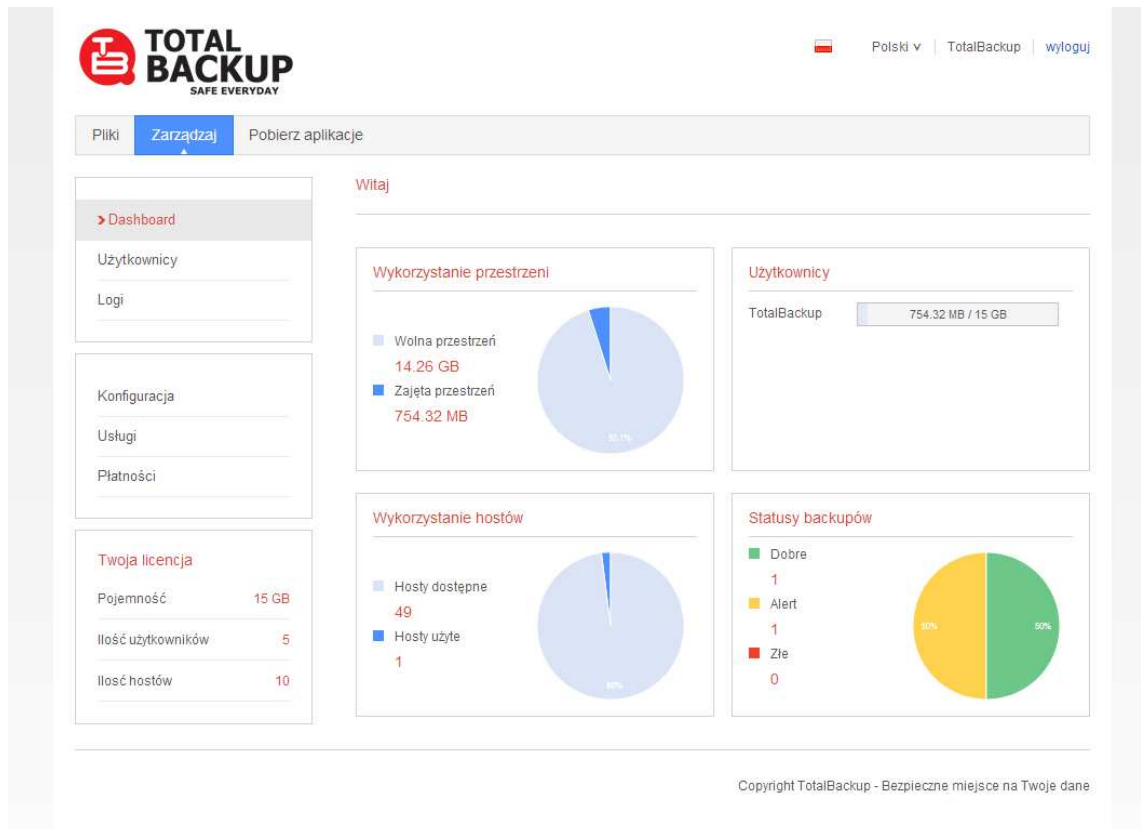 TOTAL
BACKUP
SAFE EVERYDAY
Polski v
TotalBackup
wyloguj
Pliki
Zarządzaj
Pobierz aplikacje
Dashboard
Użytkownicy
Logi
Konfiguracja
Usługi
Płatności
Twoja licencja
Pojemność 15 GB
Ilość użytkowników 5
Ilosć hostów 10
Witaj
Wykorzystanie przestrzeni
Wolna przestrzeń
14.26 GB
Zajęta przestrzeń
754.32 MB
Użytkownicy
TotalBackup 754.32 MB / 15 GB
Wykorzystanie hostów
Hosty dostępne
49
Hosty użyte
1
Statusy backupów
Dobre
1
Alert
1
Złe
0
50%
50%
Copyright TotalBackup - Bezpieczne miejsce na Twoje dane